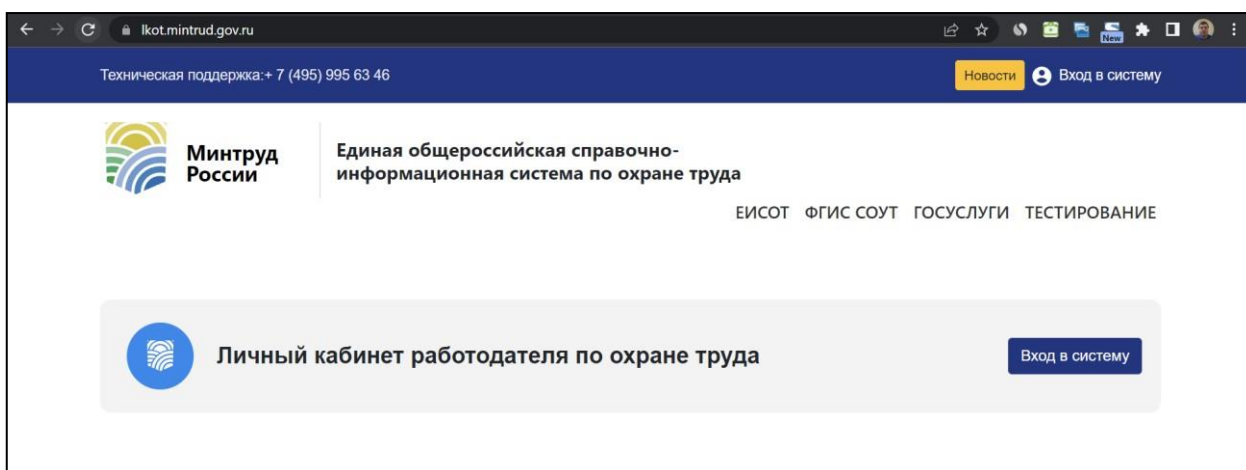 lkot.mintrud.gov.ru
New
Техническая поддержка:+ 7 (495) 995 63 46
Новости
Вход в систему
Минтруд
России
Единая общероссийская справочно-
информационная система по охране труда
ЕИСОТ ФГИС СОУТ ГОСУСЛУГИ ТЕСТИРОВАНИЕ
Личный кабинет работодателя по охране труда
Вход в систему